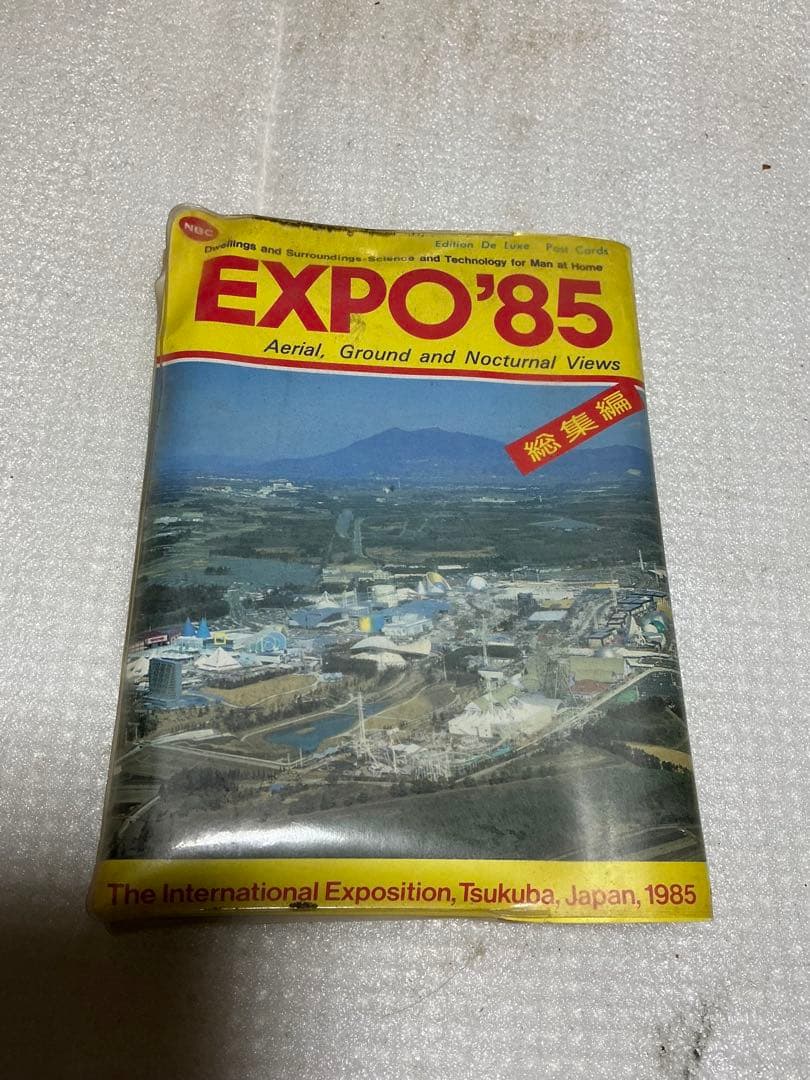 NBC
Edition De Luxe Post Cards
Dwellings and Surroundings-Science and Technology for Man at Home
EXPO'85
Aerial, Ground and Nocturnal Views
総集編
The International Exposition, Tsukuba, Japan, 1985